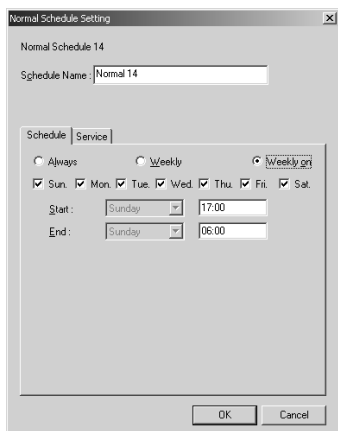 Normal Schedule Setting
Normal Schedule 14
Schedule Name : Normal 14
Schedule Service
Always Weekly Weekly on
Sun. Mon. Tue. Wed. Thu. Fri. Sat.
Start : Sunday 17:00
End : Sunday 06:00
OK Cancel